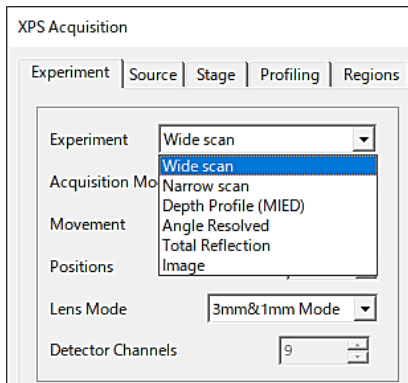 XPS Acquisition
Experiment Source Stage Profiling Regions
Experiment Wide scan
Wide scan
Acquisition Narrow scan
Depth Profile (MIED)
Movement Angle Resolved
Total Reflection
Positions Image
Lens Mode 3mm&1mm Mode
Detector Channels 9